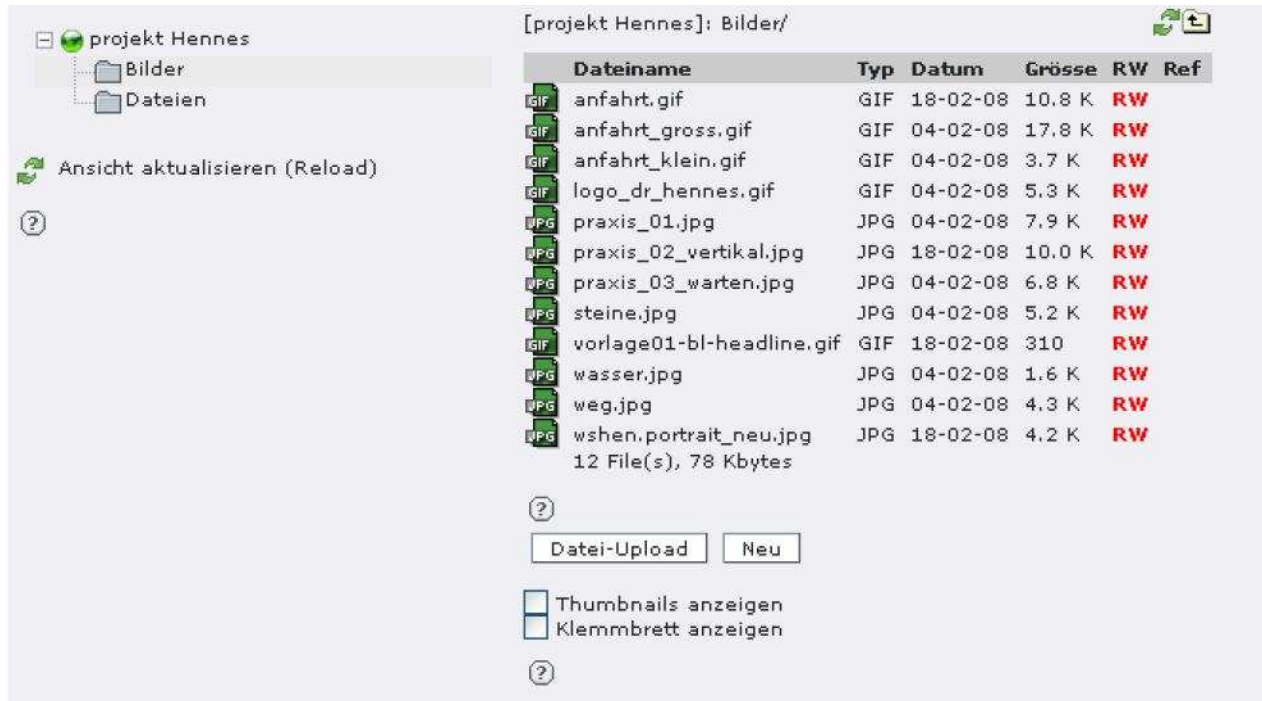 projekt Hennes
Bilder
Dateien
Ansicht aktualisieren (Reload)
?
[projekt Hennes]: Bilder/
Dateiname Typ Datum Grösse RW Ref
GIF anfahrt.gif GIF 18-02-08 10.8 K RW
GIF anfahrt_gross.gif GIF 04-02-08 17.8 K RW
GIF anfahrt_klein.gif GIF 04-02-08 3.7 K RW
GIF logo_dr_hennes.gif GIF 04-02-08 5.3 K RW
JPG praxis_01.jpg JPG 04-02-08 7.9 K RW
JPG praxis_02_vertikal.jpg JPG 18-02-08 10.0 K RW
JPG praxis_03_warten.jpg JPG 04-02-08 6.8 K RW
JPG steine.jpg JPG 04-02-08 5.2 K RW
GIF vorlage01-bl-headline.gif GIF 18-02-08 310 RW
JPG wasser.jpg JPG 04-02-08 1.6 K RW
JPG weg.jpg JPG 04-02-08 4.3 K RW
JPG wshen.portrait_neu.jpg JPG 18-02-08 4.2 K RW
12 File(s), 78 Kbytes
?
Datei-Upload Neu
Thumbnails anzeigen
Klemmbrett anzeigen
?